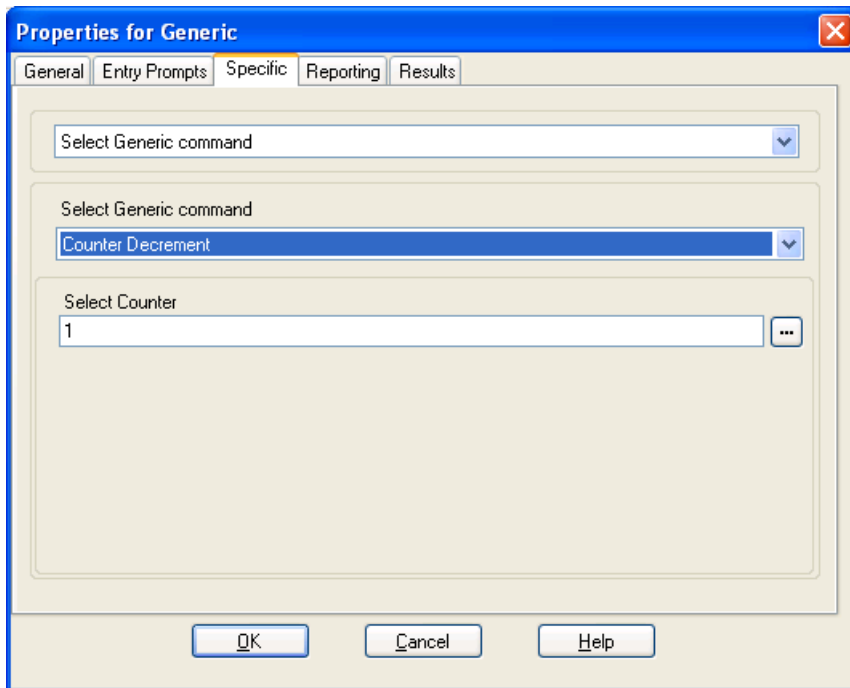 Properties for Generic
General Entry Prompts Specific Reporting Results
Select Generic command
Select Generic command
Counter Decrement
Select Counter
1 ...
OK Cancel Help